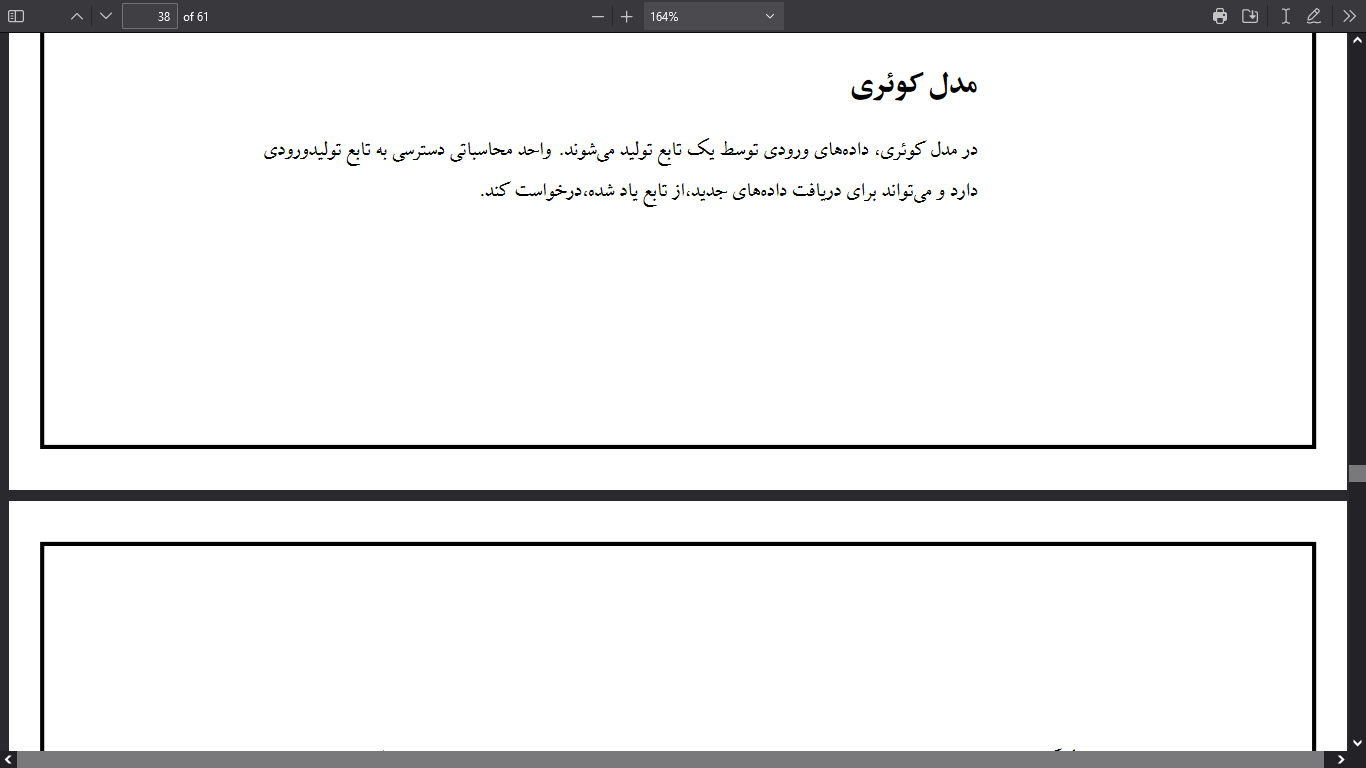 38 of 61
164%
مدل کوئری
در مدل کوئری، داده‌های ورودی توسط یک تابع تولید می‌شوند. واحد محاسباتی دسترسی به تابع تولیدورودی
دارد و می‌تواند برای دریافت داده‌های جدید،از تابع یاد شده،درخواست کند.